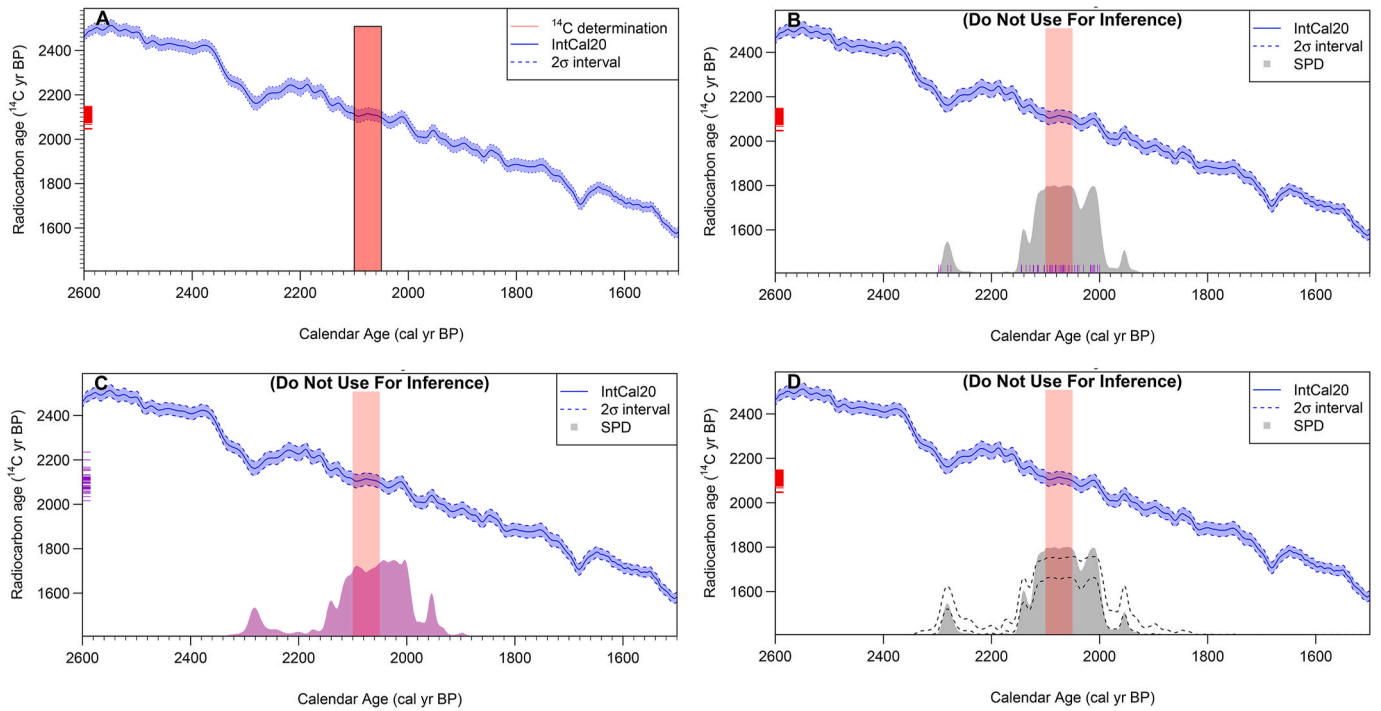 A
¹⁴C determination
IntCal20
2σ interval
Radiocarbon age (¹⁴C yr BP)
2400
2200
2000
1800
1600
2600 2400 2200 2000 1800 1600
Calendar Age (cal yr BP)
B
(Do Not Use For Inference)
IntCal20
2σ interval
SPD
Radiocarbon age (¹⁴C yr BP)
2400
2200
2000
1800
1600
2600 2400 2200 2000 1800 1600
Calendar Age (cal yr BP)
C
(Do Not Use For Inference)
IntCal20
2σ interval
SPD
Radiocarbon age (¹⁴C yr BP)
2400
2200
2000
1800
1600
2600 2400 2200 2000 1800 1600
Calendar Age (cal yr BP)
D
(Do Not Use For Inference)
IntCal20
2σ interval
SPD
Radiocarbon age (¹⁴C yr BP)
2400
2200
2000
1800
1600
2600 2400 2200 2000 1800 1600
Calendar Age (cal yr BP)